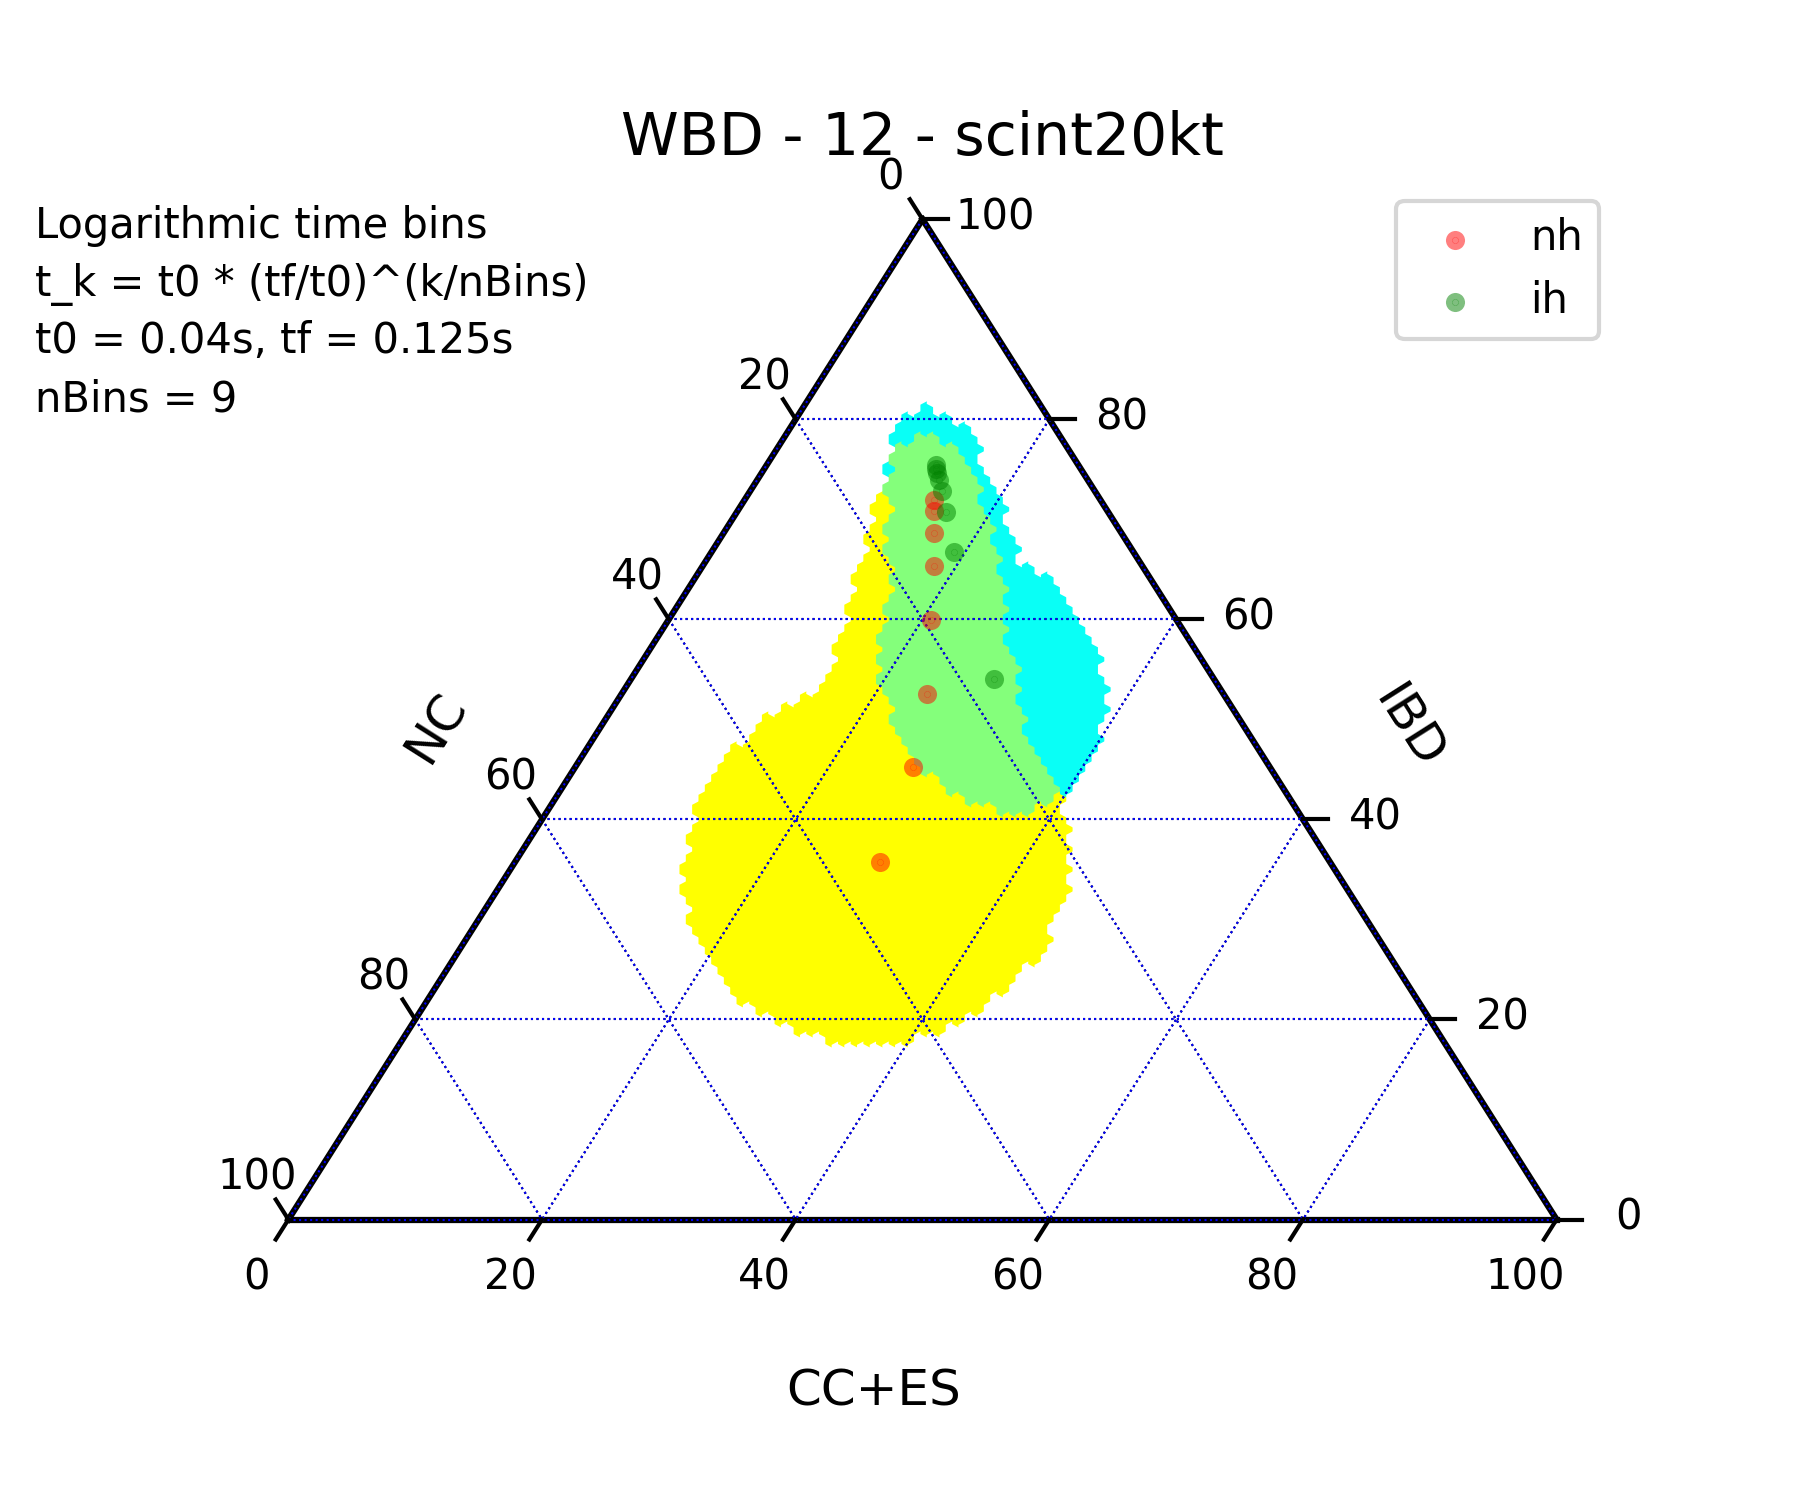 WBD - 12 - scint20kt
Logarithmic time bins
t_k = t0 * (tf/t0)^(k/nBins)
t0 = 0.04s, tf = 0.125s
nBins = 9
nh
ih
0
100
20
80
40
60
NC
IBD
60
40
80
20
100
0
0
20
40
60
80
100
CC+ES